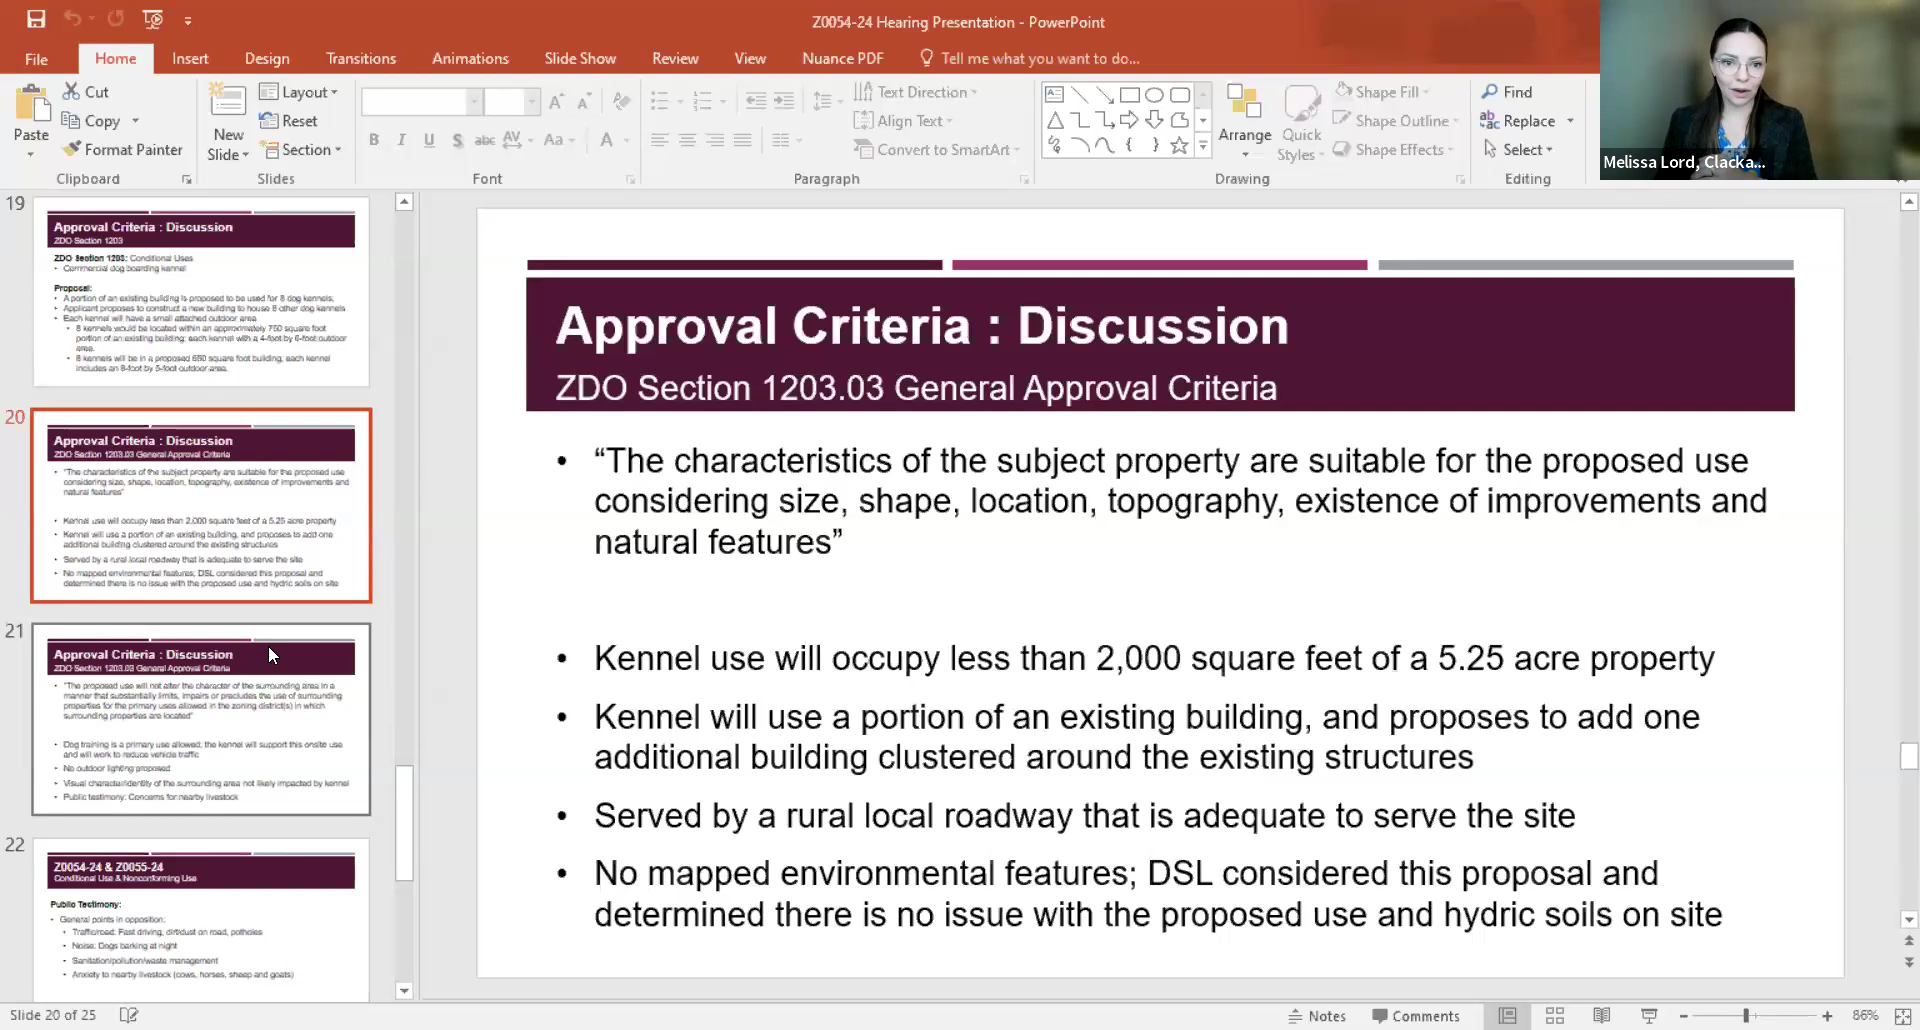 Z0054-24 Hearing Presentation - PowerPoint
File
Home
Insert
Design
Transitions
Animations
Slide Show
Review
View
Nuance PDF
Tell me what you want to do...
Paste
Cut
Copy
Format Painter
Clipboard
New
Slide
Layout
Reset
Section
Slides
B I U S abc AV Aa A
Font
Paragraph
Text Direction
Align Text
Convert to SmartArt
Arrange
Quick
Styles
Shape Fill
Shape Outline
Shape Effects
Drawing
Find
Replace
Select
Editing
Melissa Lord, Clacka...
19
Approval Criteria : Discussion
ZDO Section 1203
ZDO Section 1203: Conditional Uses
• Commercial dog boarding kennel
Proposal:
• A portion of an existing building is proposed to be used for 8 dog kennels;
• Applicant proposes to construct a new building to house 8 other dog kennels
• Each kennel will have a small attached outdoor area
• 8 kennels would be located within an approximately 750 square foot
portion of an existing building; each kennel with a 4-foot by 6-foot outdoor
area.
• 8 kennels will be in a proposed 650 square foot building, each kennel
includes an 8-foot by 5-foot outdoor area.
20
Approval Criteria : Discussion
ZDO Section 1203.03 General Approval Criteria
• “The characteristics of the subject property are suitable for the proposed use
considering size, shape, location, topography, existence of improvements and
natural features”
• Kennel use will occupy less than 2,000 square feet of a 5.25 acre property
• Kennel will use a portion of an existing building, and proposes to add one
additional building clustered around the existing structures
• Served by a rural local roadway that is adequate to serve the site
• No mapped environmental features; DSL considered this proposal and
determined there is no issue with the proposed use and hydric soils on site
21
Approval Criteria : Discussion
ZDO Section 1203.03 General Approval Criteria
• “The proposed use will not alter the character of the surrounding area in a
manner that substantially limits, impairs or precludes the use of surrounding
properties for the primary uses allowed in the zoning district(s) in which
surrounding properties are located”
• Dog training is a primary use allowed; the kennel will support this onsite use
and will work to reduce vehicle traffic
• No outdoor lighting proposed
• Visual character/identity of the surrounding area not likely impacted by kennel
• Public testimony: Concerns for nearby livestock
22
Z0054-24 & Z0055-24
Conditional Use & Nonconforming Use
Public Testimony:
• General points in opposition:
• Traffic/road: Fast driving, dirt/dust on road, potholes
• Noise: Dogs barking at night
• Sanitation/pollution/waste management
• Anxiety to nearby livestock (cows, horses, sheep and goats)
Approval Criteria : Discussion
ZDO Section 1203.03 General Approval Criteria
• “The characteristics of the subject property are suitable for the proposed use
considering size, shape, location, topography, existence of improvements and
natural features”
• Kennel use will occupy less than 2,000 square feet of a 5.25 acre property
• Kennel will use a portion of an existing building, and proposes to add one
additional building clustered around the existing structures
• Served by a rural local roadway that is adequate to serve the site
• No mapped environmental features; DSL considered this proposal and
determined there is no issue with the proposed use and hydric soils on site
Slide 20 of 25
Notes
Comments
86%